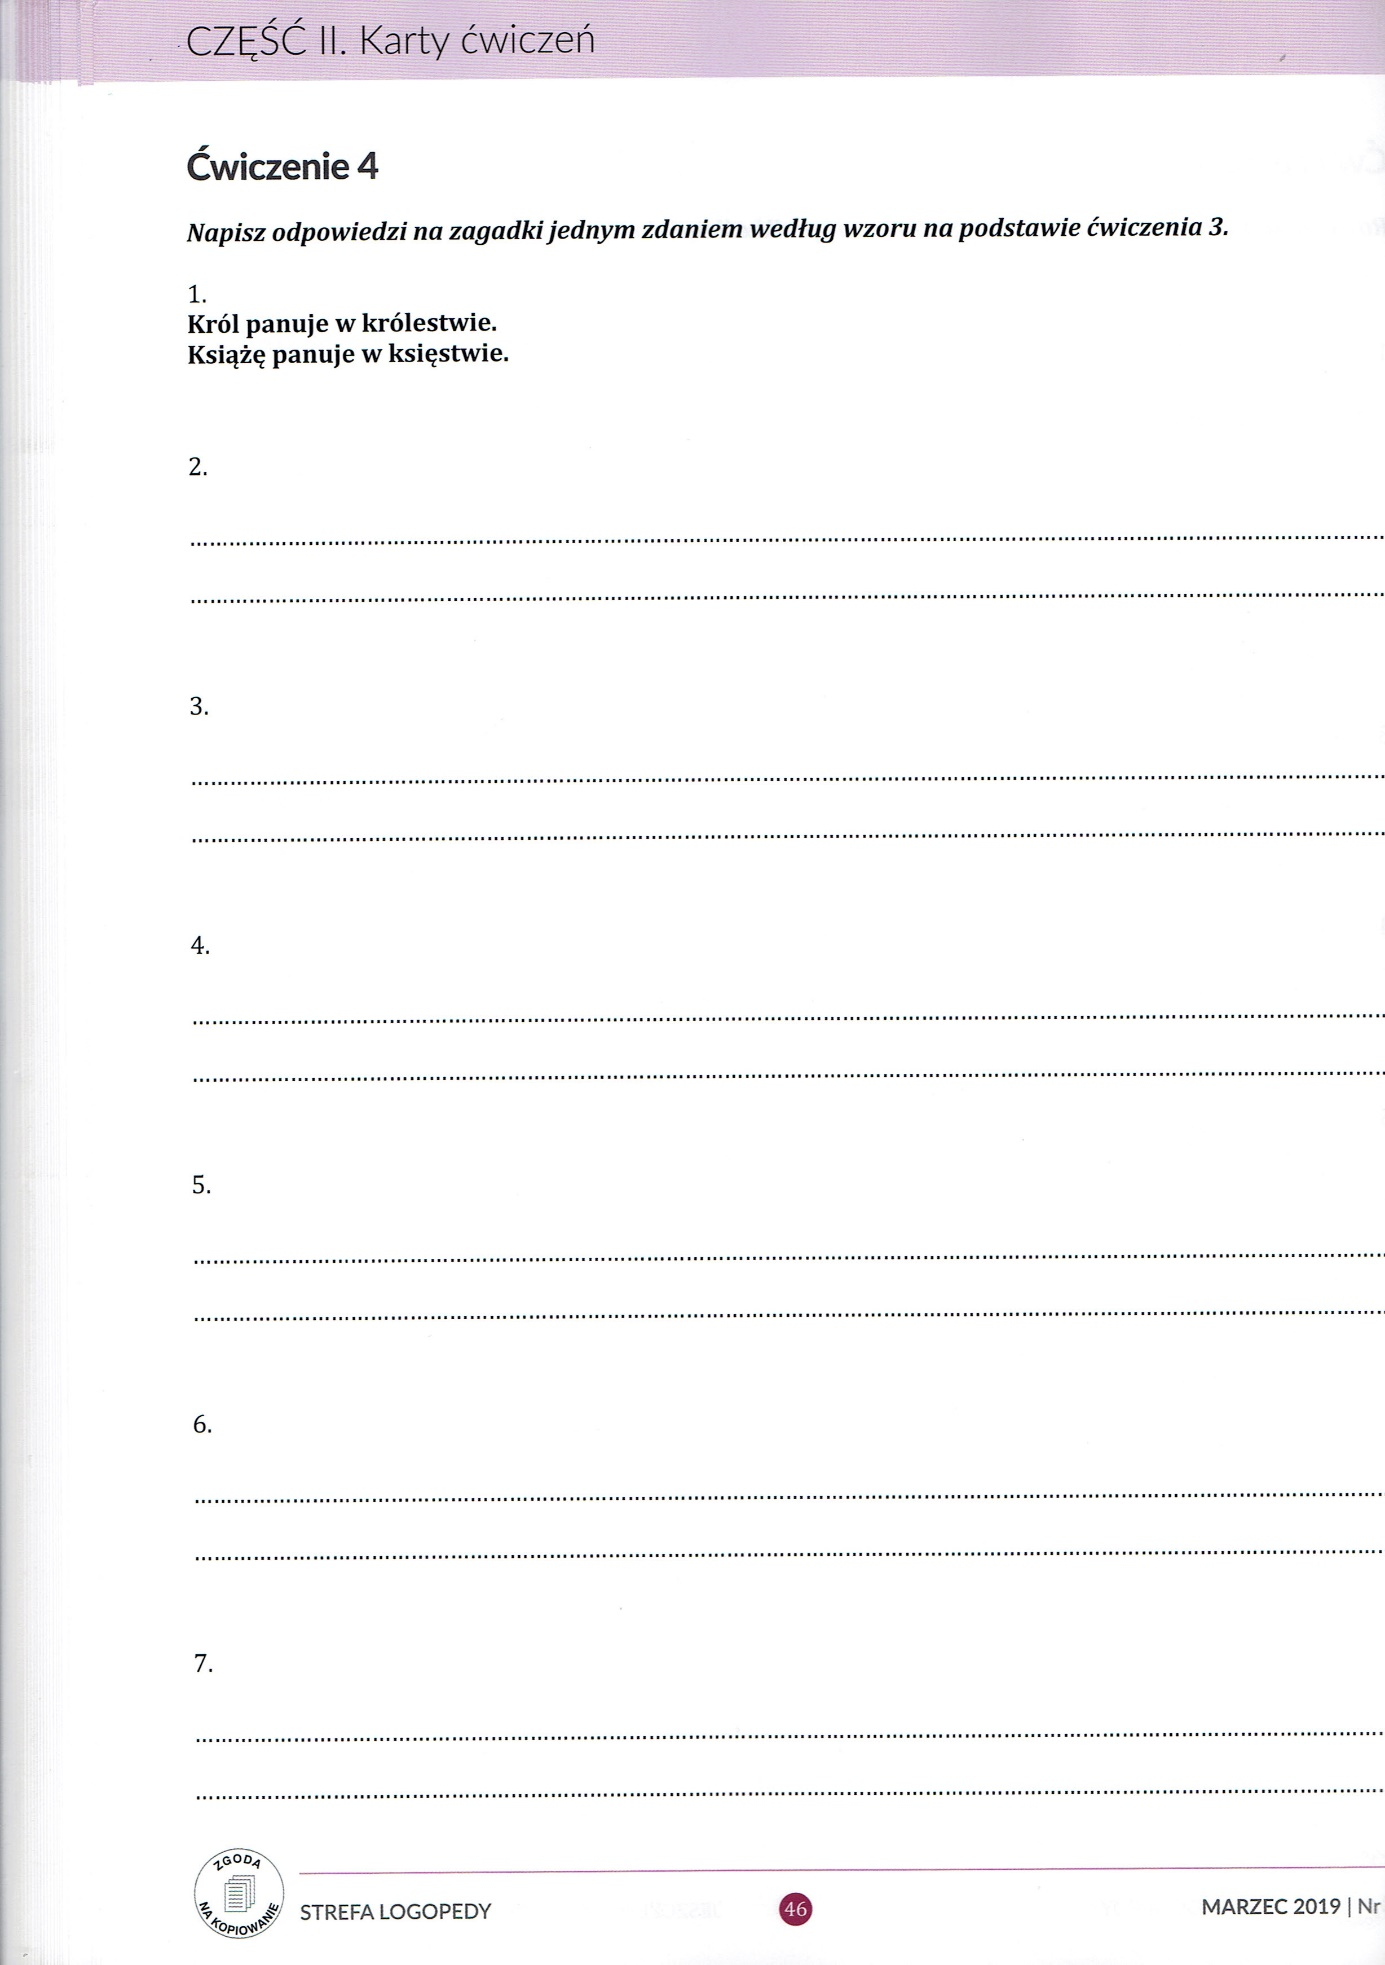 CZĘŚĆ II. Karty ćwiczeń
Ćwiczenie 4
Napisz odpowiedzi na zagadki jednym zdaniem według wzoru na podstawie ćwiczenia 3.
1.
Król panuje w królestwie.
Książę panuje w księstwie.
2.
3.
4.
5.
6.
7.
ZGODA
NA KOPIOWANIE
STREFA LOGOPEDY
46
MARZEC 2019 | Nr